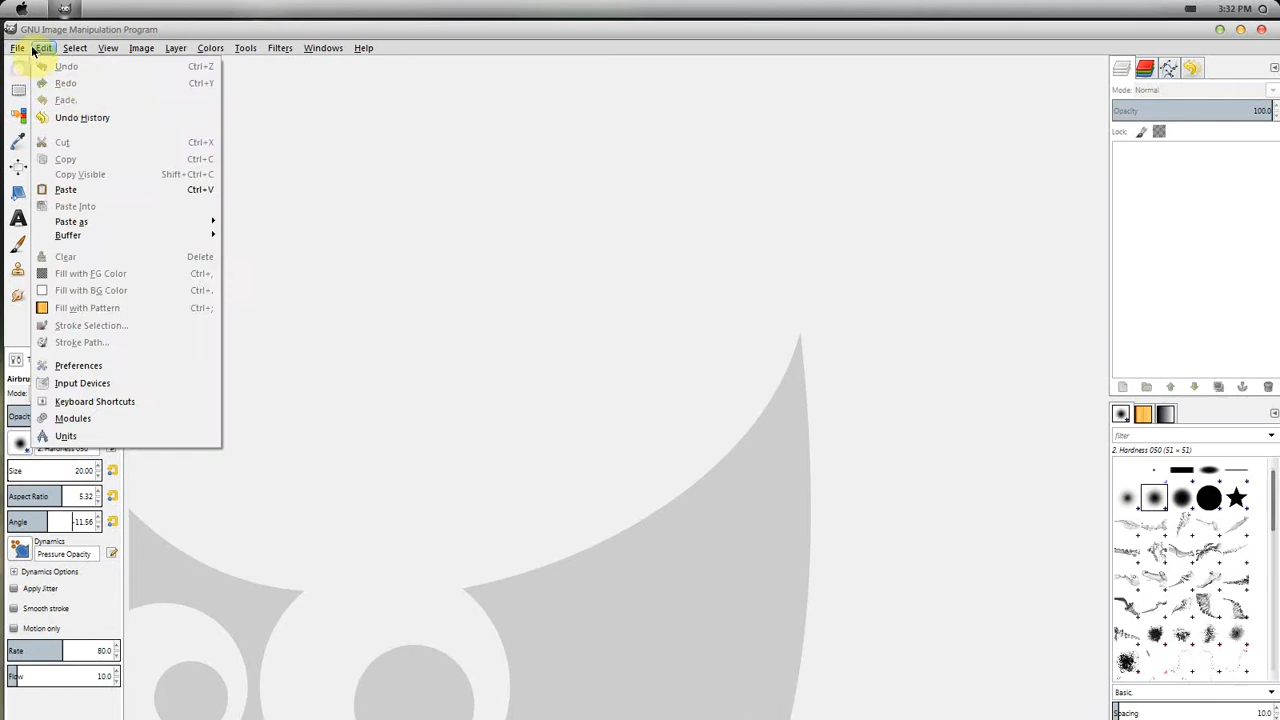 3:32 PM
GNU Image Manipulation Program
File Edit Select View Image Layer Colors Tools Filters Windows Help
Undo Ctrl+Z
Redo Ctrl+Y
Fade.
Undo History
Cut Ctrl+X
Copy Ctrl+C
Copy Visible Shift+Ctrl+C
Paste Ctrl+V
Paste Into
Paste as
Buffer
Clear Delete
Fill with FG Color Ctrl+,
Fill with BG Color Ctrl+.
Fill with Pattern Ctrl+;
Stroke Selection...
Stroke Path...
Preferences
Input Devices
Keyboard Shortcuts
Modules
Units
Mode:
Size 20.00
Aspect Ratio 5.32
Angle -11.56
Dynamics
Pressure Opacity
Dynamics Options
Apply Jitter
Smooth stroke
Motion only
Rate 80.0
Flow 10.0
Mode: Normal
Opacity 100.0
Lock:
filter
2. Hardness 050 (51 × 51)
Basic,
Spacing 10.0